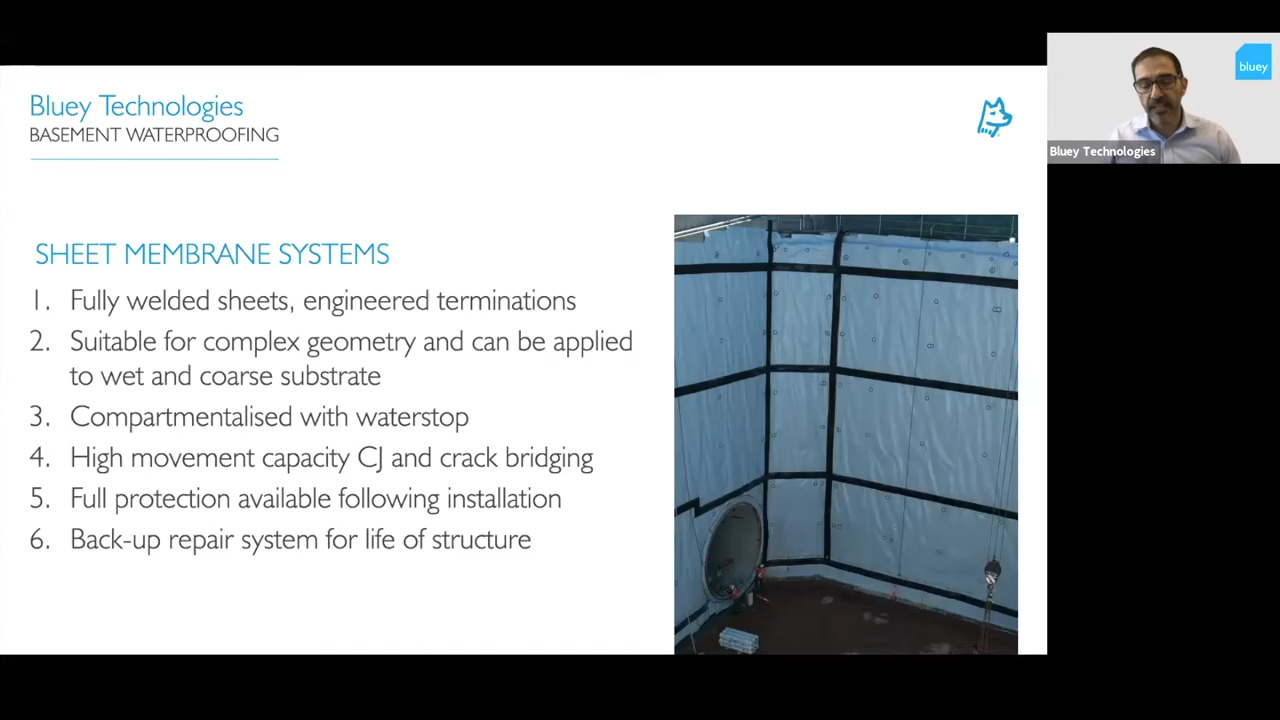 Bluey Technologies
BASEMENT WATERPROOFING
SHEET MEMBRANE SYSTEMS
1. Fully welded sheets, engineered terminations
2. Suitable for complex geometry and can be applied
to wet and coarse substrate
3. Compartmentalised with waterstop
4. High movement capacity CJ and crack bridging
5. Full protection available following installation
6. Back-up repair system for life of structure
bluey
Bluey Technologies